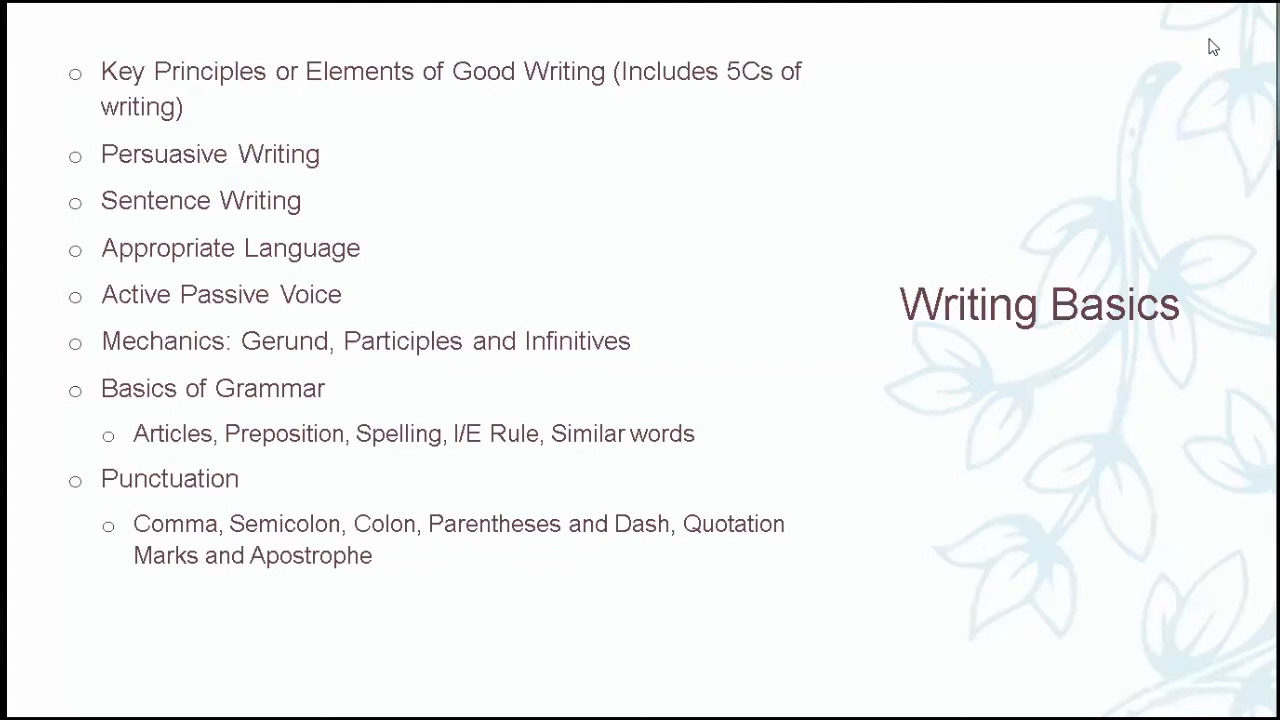 Key Principles or Elements of Good Writing (Includes 5Cs of
writing)
Persuasive Writing
Sentence Writing
Appropriate Language
Active Passive Voice
Mechanics: Gerund, Participles and Infinitives
Basics of Grammar
Articles, Preposition, Spelling, I/E Rule, Similar words
Punctuation
Comma, Semicolon, Colon, Parentheses and Dash, Quotation
Marks and Apostrophe
Writing Basics